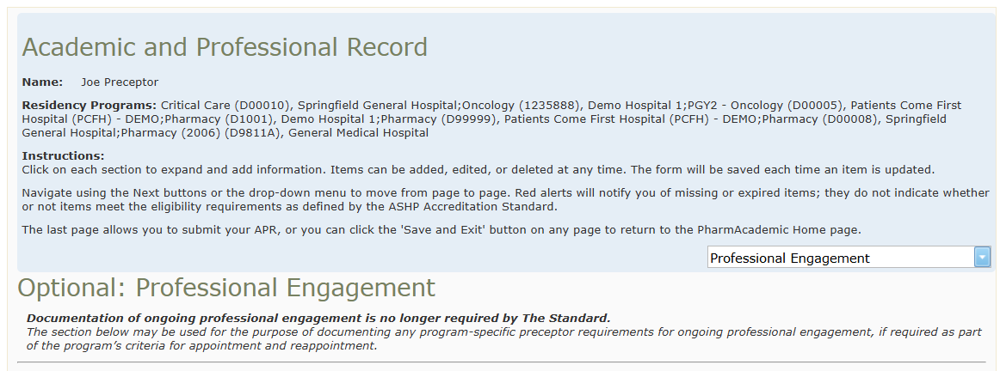 Academic and Professional Record
Name: Joe Preceptor
Residency Programs: Critical Care (D00010), Springfield General Hospital;Oncology (1235888), Demo Hospital 1;PGY2 - Oncology (D00005), Patients Come First
Hospital (PCFH) - DEMO;Pharmacy (D1001), Demo Hospital 1;Pharmacy (D99999), Patients Come First Hospital (PCFH) - DEMO;Pharmacy (D00008), Springfield
General Hospital;Pharmacy (2006) (D9811A), General Medical Hospital
Instructions:
Click on each section to expand and add information. Items can be added, edited, or deleted at any time. The form will be saved each time an item is updated.
Navigate using the Next buttons or the drop-down menu to move from page to page. Red alerts will notify you of missing or expired items; they do not indicate whether
or not items meet the eligibility requirements as defined by the ASHP Accreditation Standard.
The last page allows you to submit your APR, or you can click the 'Save and Exit' button on any page to return to the PharmAcademic Home page.
Professional Engagement
Optional: Professional Engagement
Documentation of ongoing professional engagement is no longer required by The Standard.
The section below may be used for the purpose of documenting any program-specific preceptor requirements for ongoing professional engagement, if required as part
of the program’s criteria for appointment and reappointment.